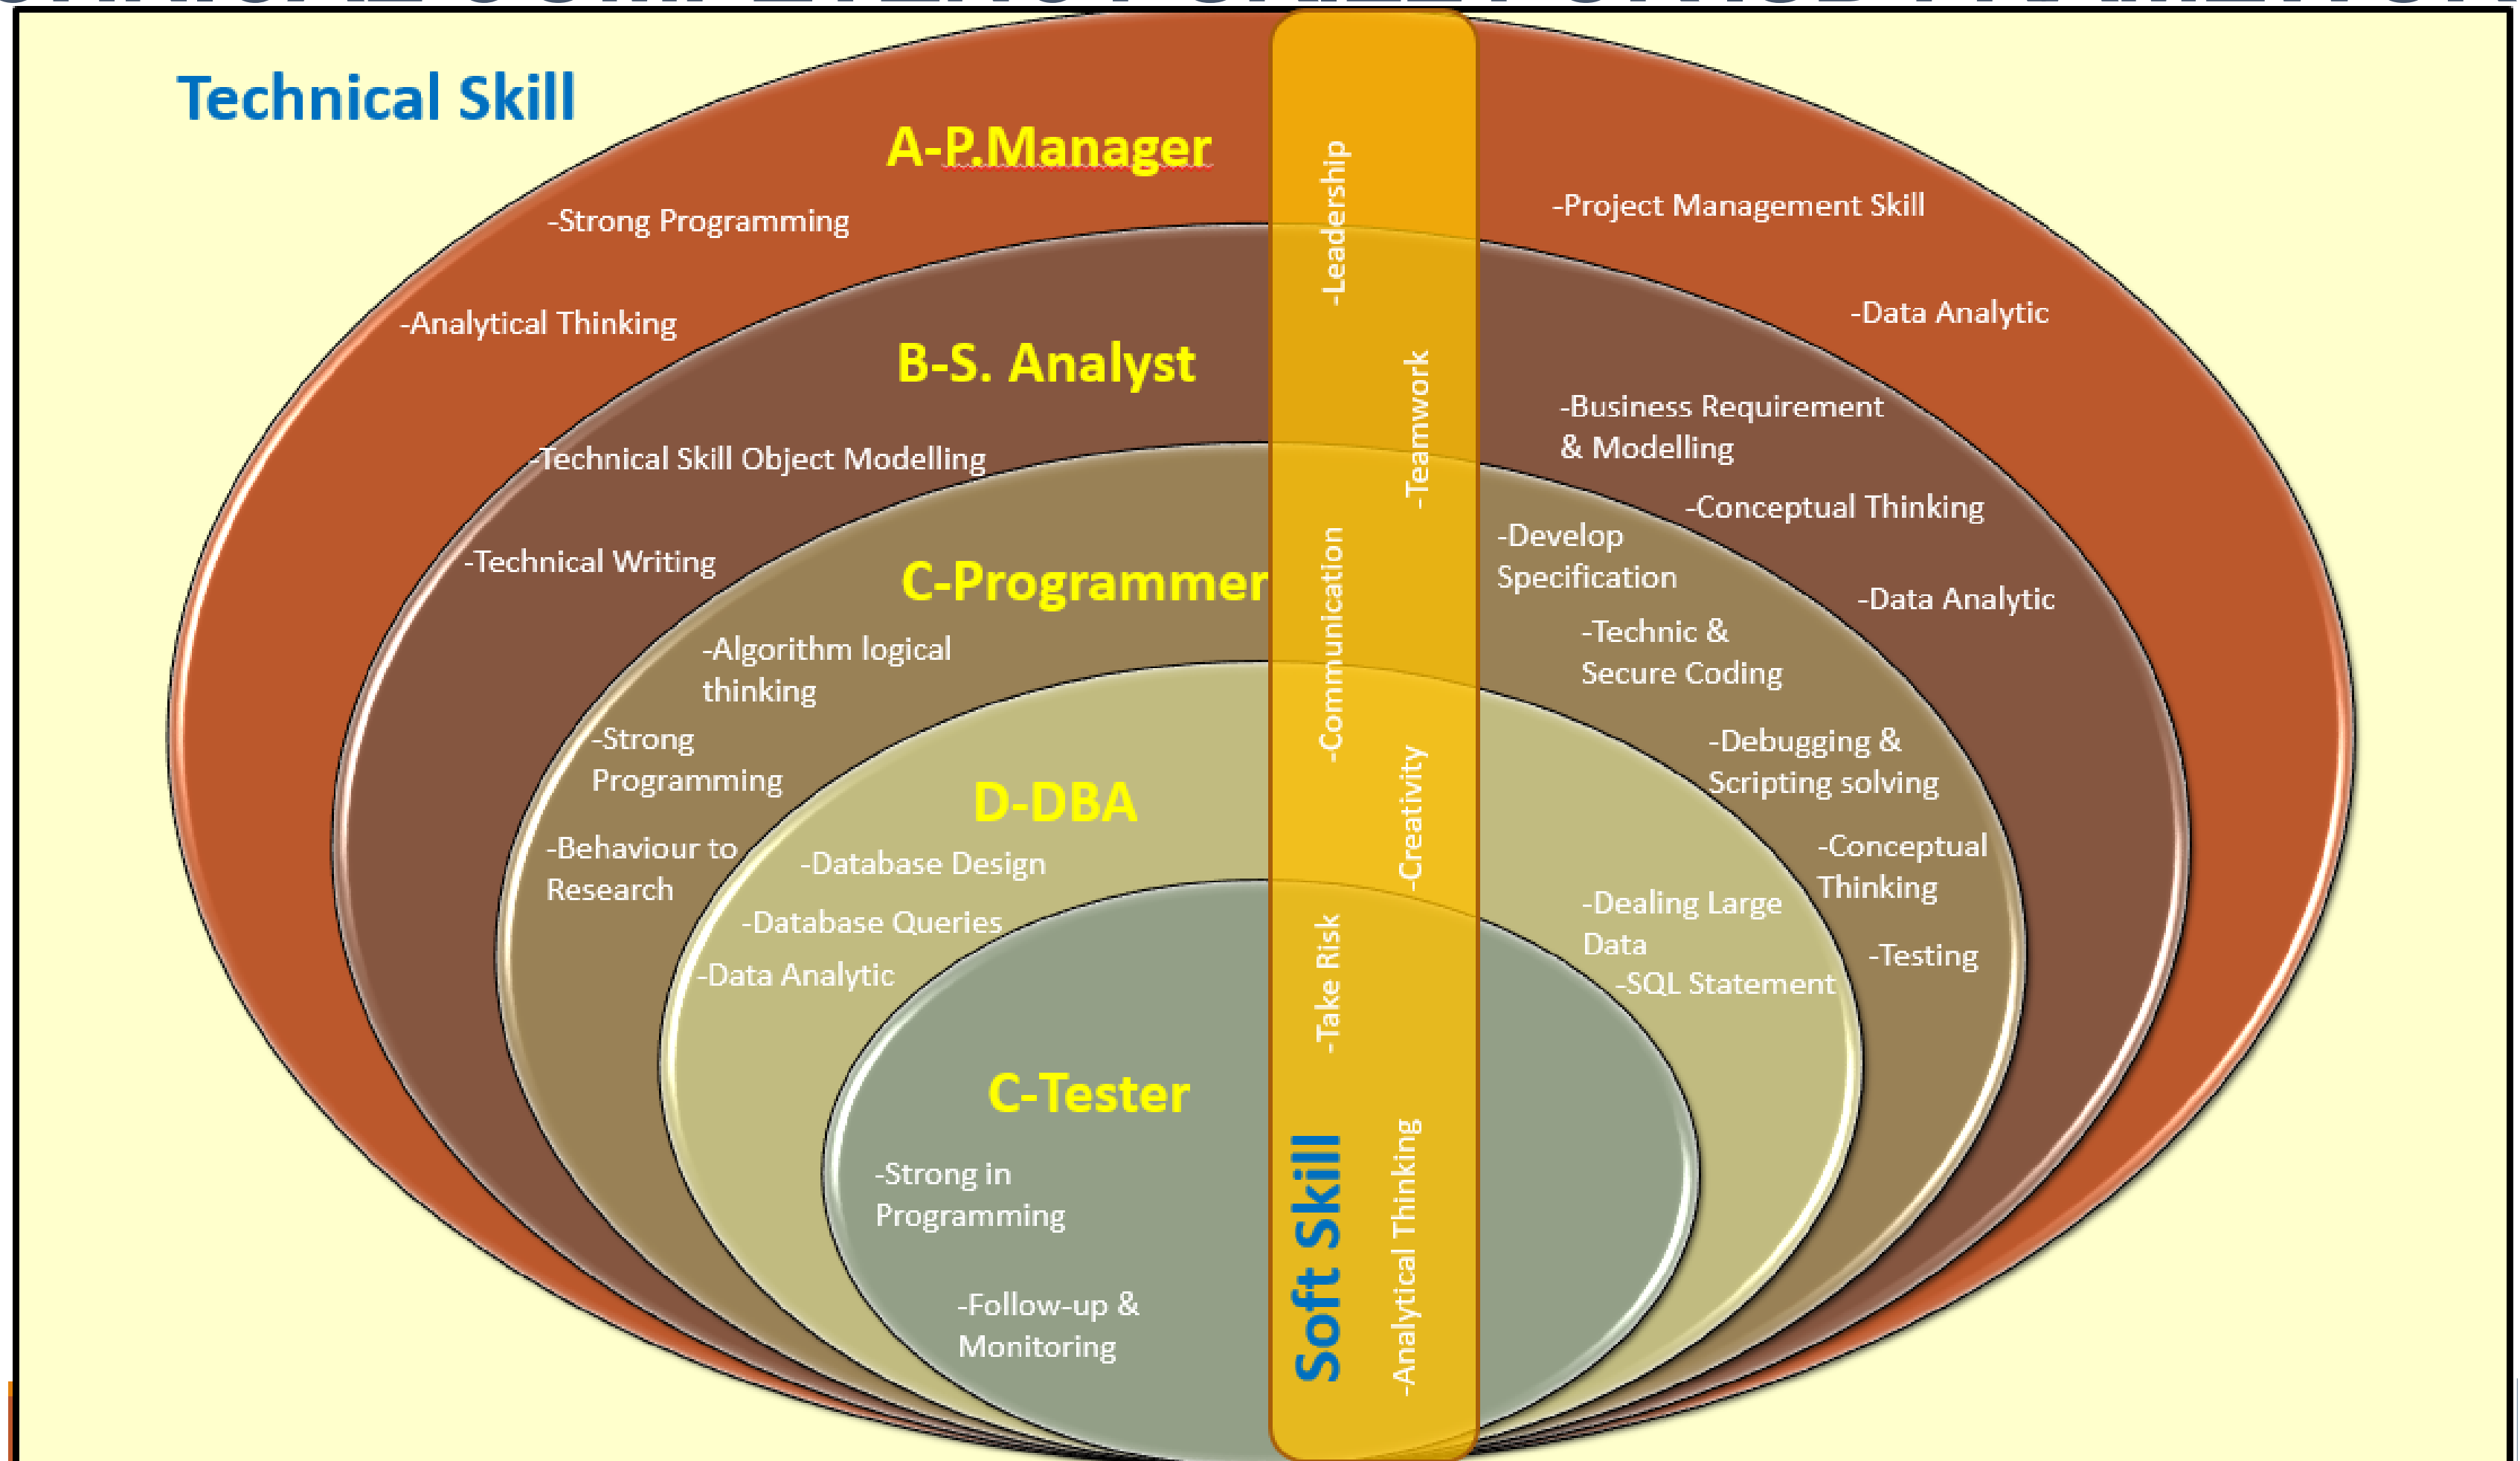 Technical Skill
A-P.Manager
-Strong Programming
-Project Management Skill
-Analytical Thinking
-Data Analytic
B-S. Analyst
-Technical Skill Object Modelling
-Business Requirement
& Modelling
-Conceptual Thinking
-Technical Writing
-Data Analytic
C-Programmer
-Develop
Specification
-Algorithm logical
thinking
-Technic &
Secure Coding
-Strong
Programming
-Debugging &
Scripting solving
-Behaviour to
Research
-Conceptual
Thinking
-Testing
D-DBA
-Database Design
-Database Queries
-Data Analytic
-Dealing Large
Data
-SQL Statement
C-Tester
-Strong in
Programming
-Follow-up &
Monitoring
Soft Skill
-Leadership
-Teamwork
-Communication
-Creativity
-Take Risk
-Analytical Thinking